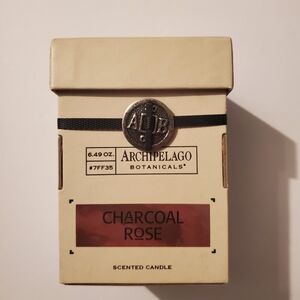 AB
6.49 OZ.
#7FF35
ARCHIPELAGO
BOTANICALS®
CHARCOAL
ROSE
SCENTED CANDLE